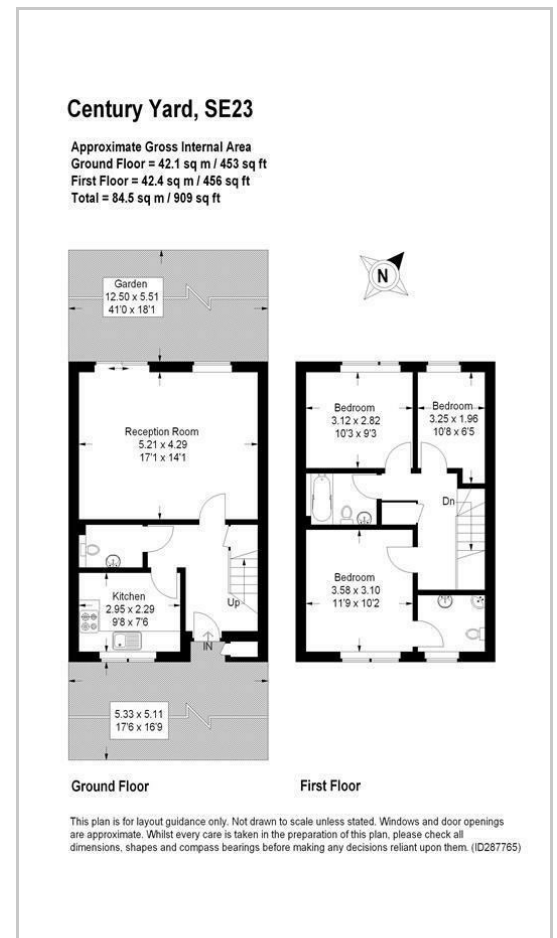 Century Yard, SE23
Approximate Gross Internal Area
Ground Floor = 42.1 sq m / 453 sq ft
First Floor = 42.4 sq m / 456 sq ft
Total = 84.5 sq m / 909 sq ft
Garden
12.50 x 5.51
41'0 x 18'1
N
Reception Room
5.21 x 4.29
17'1 x 14'1
Bedroom
3.12 x 2.82
10'3 x 9'3
Bedroom
3.25 x 1.96
10'8 x 6'5
Dn
Kitchen
2.95 x 2.29
9'8 x 7'6
Up
IN
Bedroom
3.58 x 3.10
11'9 x 10'2
5.33 x 5.11
17'6 x 16'9
Ground Floor
First Floor
This plan is for layout guidance only. Not drawn to scale unless stated. Windows and door openings
are approximate. Whilst every care is taken in the preparation of this plan, please check all
dimensions, shapes and compass bearings before making any decisions reliant upon them. (ID287765)